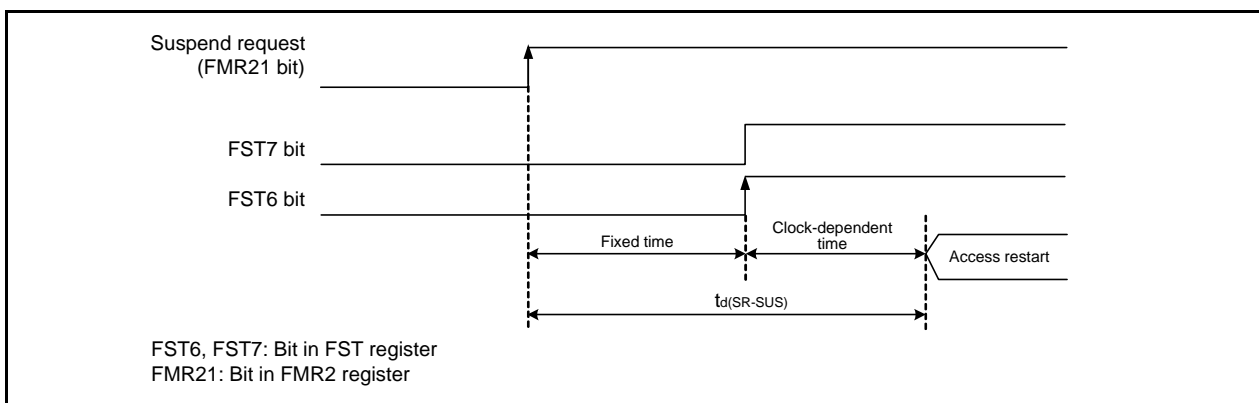 Suspend request
(FMR21 bit)
FST7 bit
FST6 bit
Fixed time
Clock-dependent
time
Access restart
td(SR-SUS)
FST6, FST7: Bit in FST register
FMR21: Bit in FMR2 register